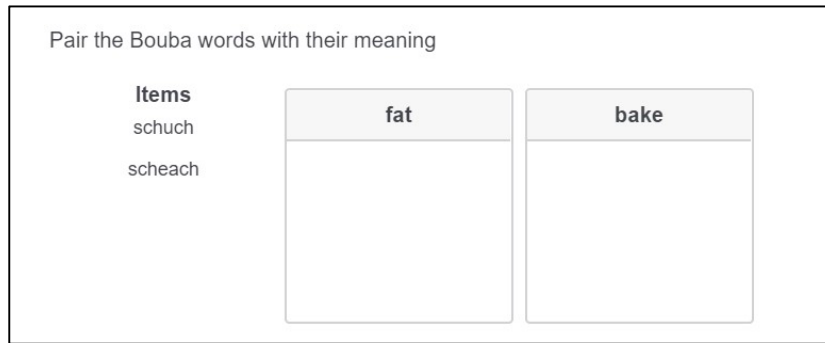 Pair the Bouba words with their meaning
Items
schuch
scheach
fat
bake